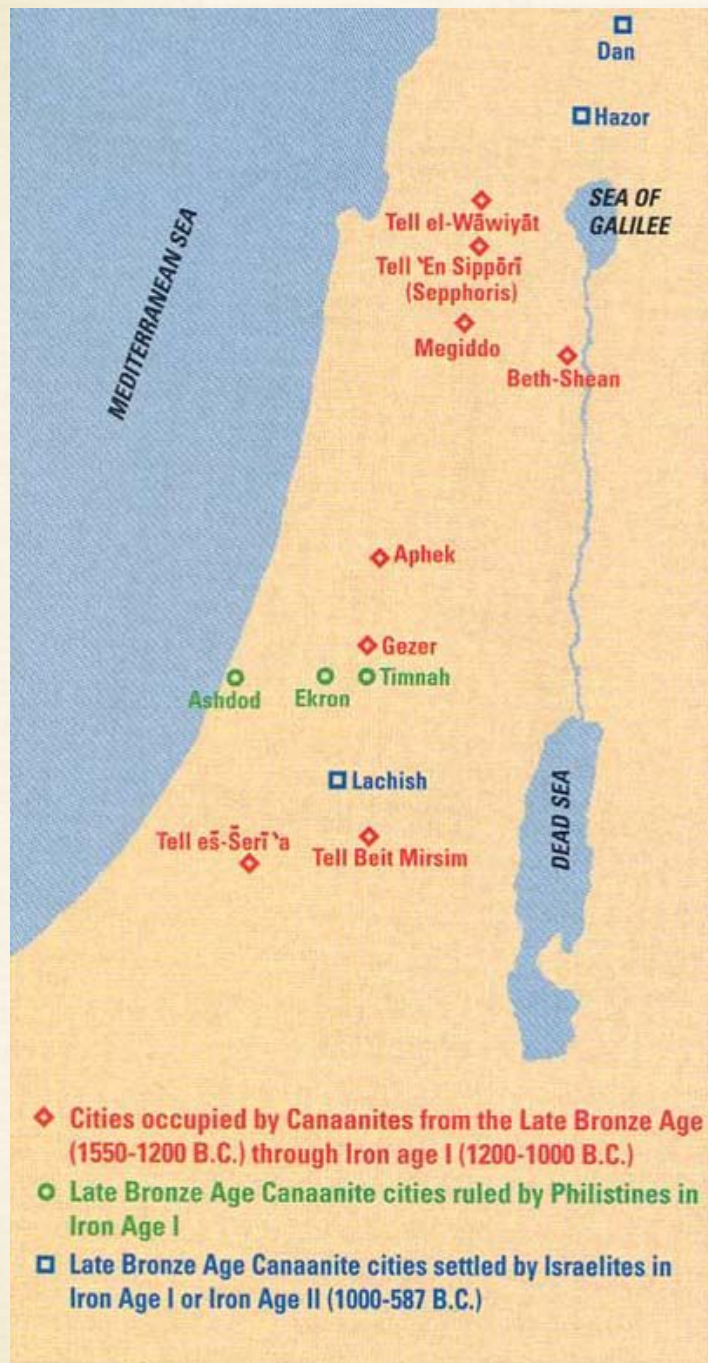 Dan
Hazor
SEA OF
GALILEE
Tell el-Wāwiyāt
Tell ʽEn Sippōrī
(Sepphoris)
Megiddo
Beth-Shean
MEDITERRANEAN SEA
Aphek
Gezer
Ashdod
Ekron
Timnah
Lachish
Tell eš-Šerīʽa
Tell Beit Mirsim
DEAD SEA
Cities occupied by Canaanites from the Late Bronze Age
(1550-1200 B.C.) through Iron age I (1200-1000 B.C.)
Late Bronze Age Canaanite cities ruled by Philistines in
Iron Age I
Late Bronze Age Canaanite cities settled by Israelites in
Iron Age I or Iron Age II (1000-587 B.C.)